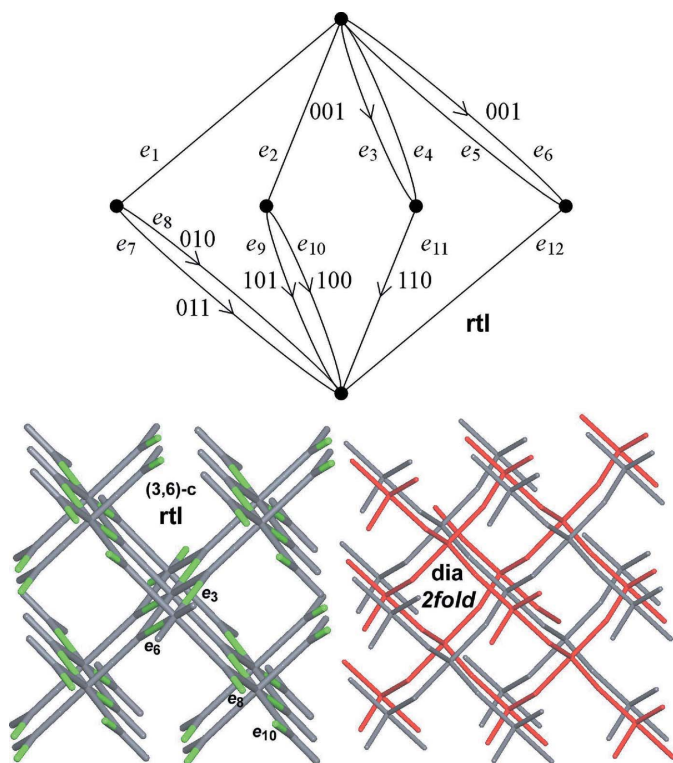 001
001
e1
e2
e3
e4
e5
e6
e7
e8
010
e9
e10
e11
e12
101
100
110
011
rtl
(3,6)-c
rtl
e3
e6
e8
e10
dia
2fold